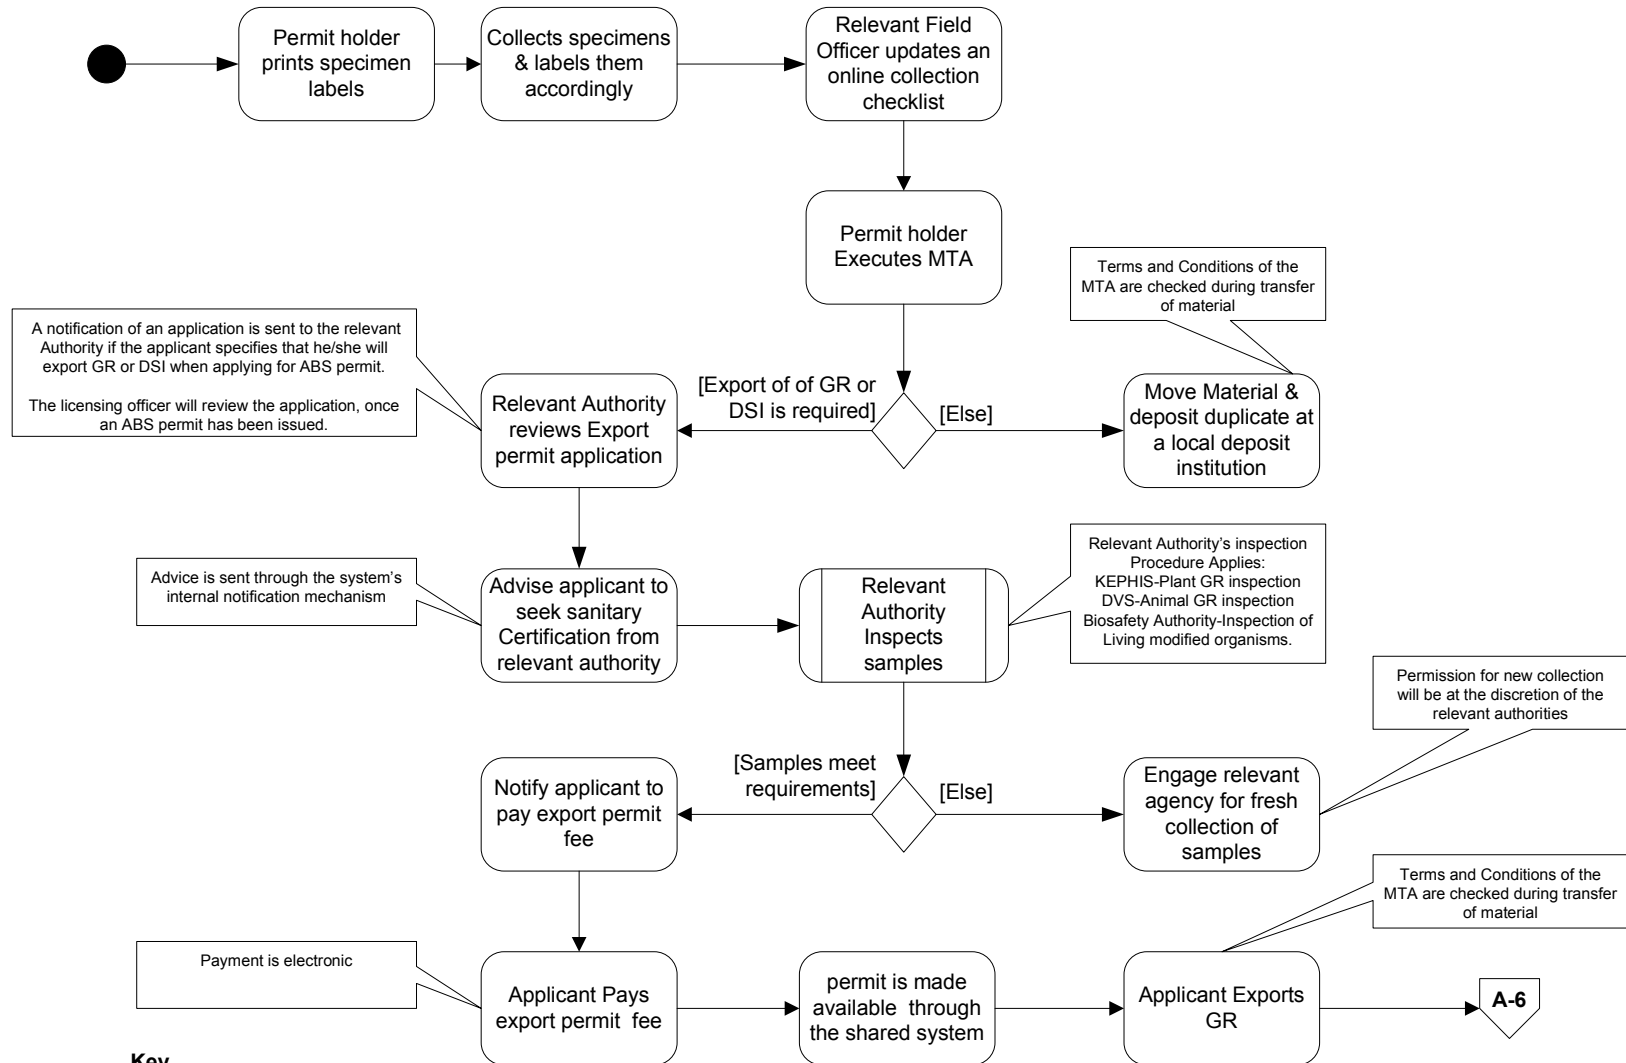 Permit holder
prints specimen
labels
Collects specimens
& labels them
accordingly
Relevant Field
Officer updates an
online collection
checklist
Permit holder
Executes MTA
Terms and Conditions of the
MTA are checked during transfer
of material
A notification of an application is sent to the relevant
Authority if the applicant specifies that he/she will
export GR or DSI when applying for ABS permit.
The licensing officer will review the application, once
an ABS permit has been issued.
Relevant Authority
reviews Export
permit application
[Export of of GR or
DSI is required]
[Else]
Move Material &
deposit duplicate at
a local deposit
institution
Advice is sent through the system's
internal notification mechanism
Advise applicant to
seek sanitary
Certification from
relevant authority
Relevant
Authority
Inspects
samples
Relevant Authority's inspection
Procedure Applies:
KEPHIS-Plant GR inspection
DVS-Animal GR inspection
Biosafety Authority-Inspection of
Living modified organisms.
Permission for new collection
will be at the discretion of the
relevant authorities
Notify applicant to
pay export permit
fee
[Samples meet
requirements]
[Else]
Engage relevant
agency for fresh
collection of
samples
Terms and Conditions of the
MTA are checked during transfer
of material
Payment is electronic
Applicant Pays
export permit fee
permit is made
available through
the shared system
Applicant Exports
GR
A-6
Key